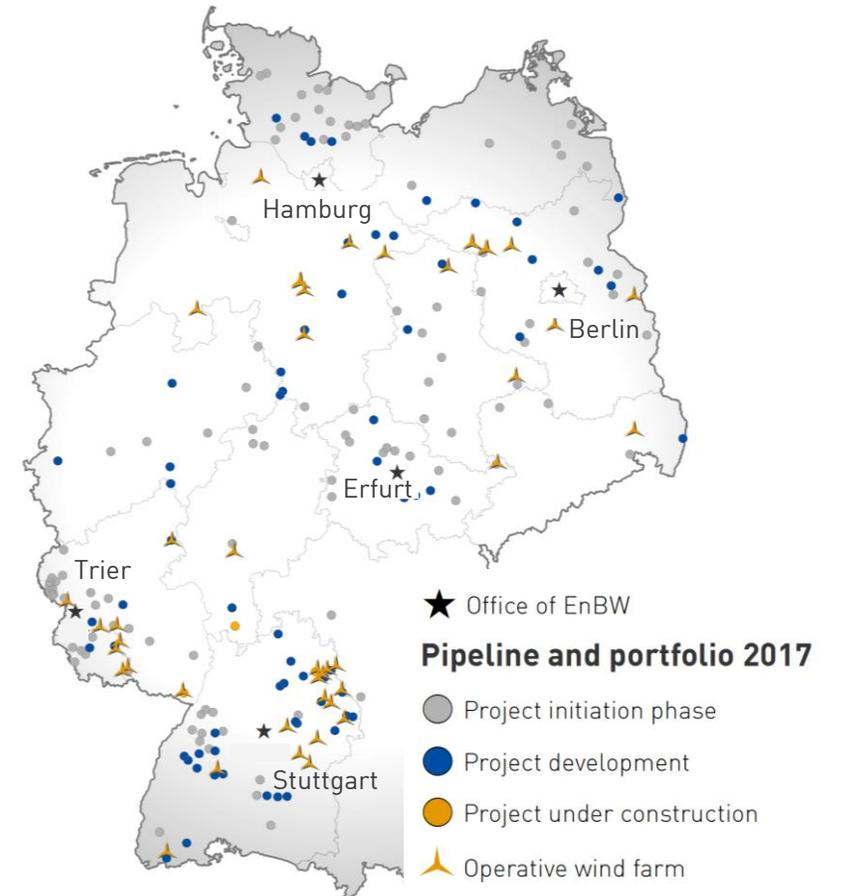 Hamburg
Berlin
Erfurt
Trier
Office of EnBW
Pipeline and portfolio 2017
Project initiation phase
Project development
Stuttgart
Project under construction
Operative wind farm